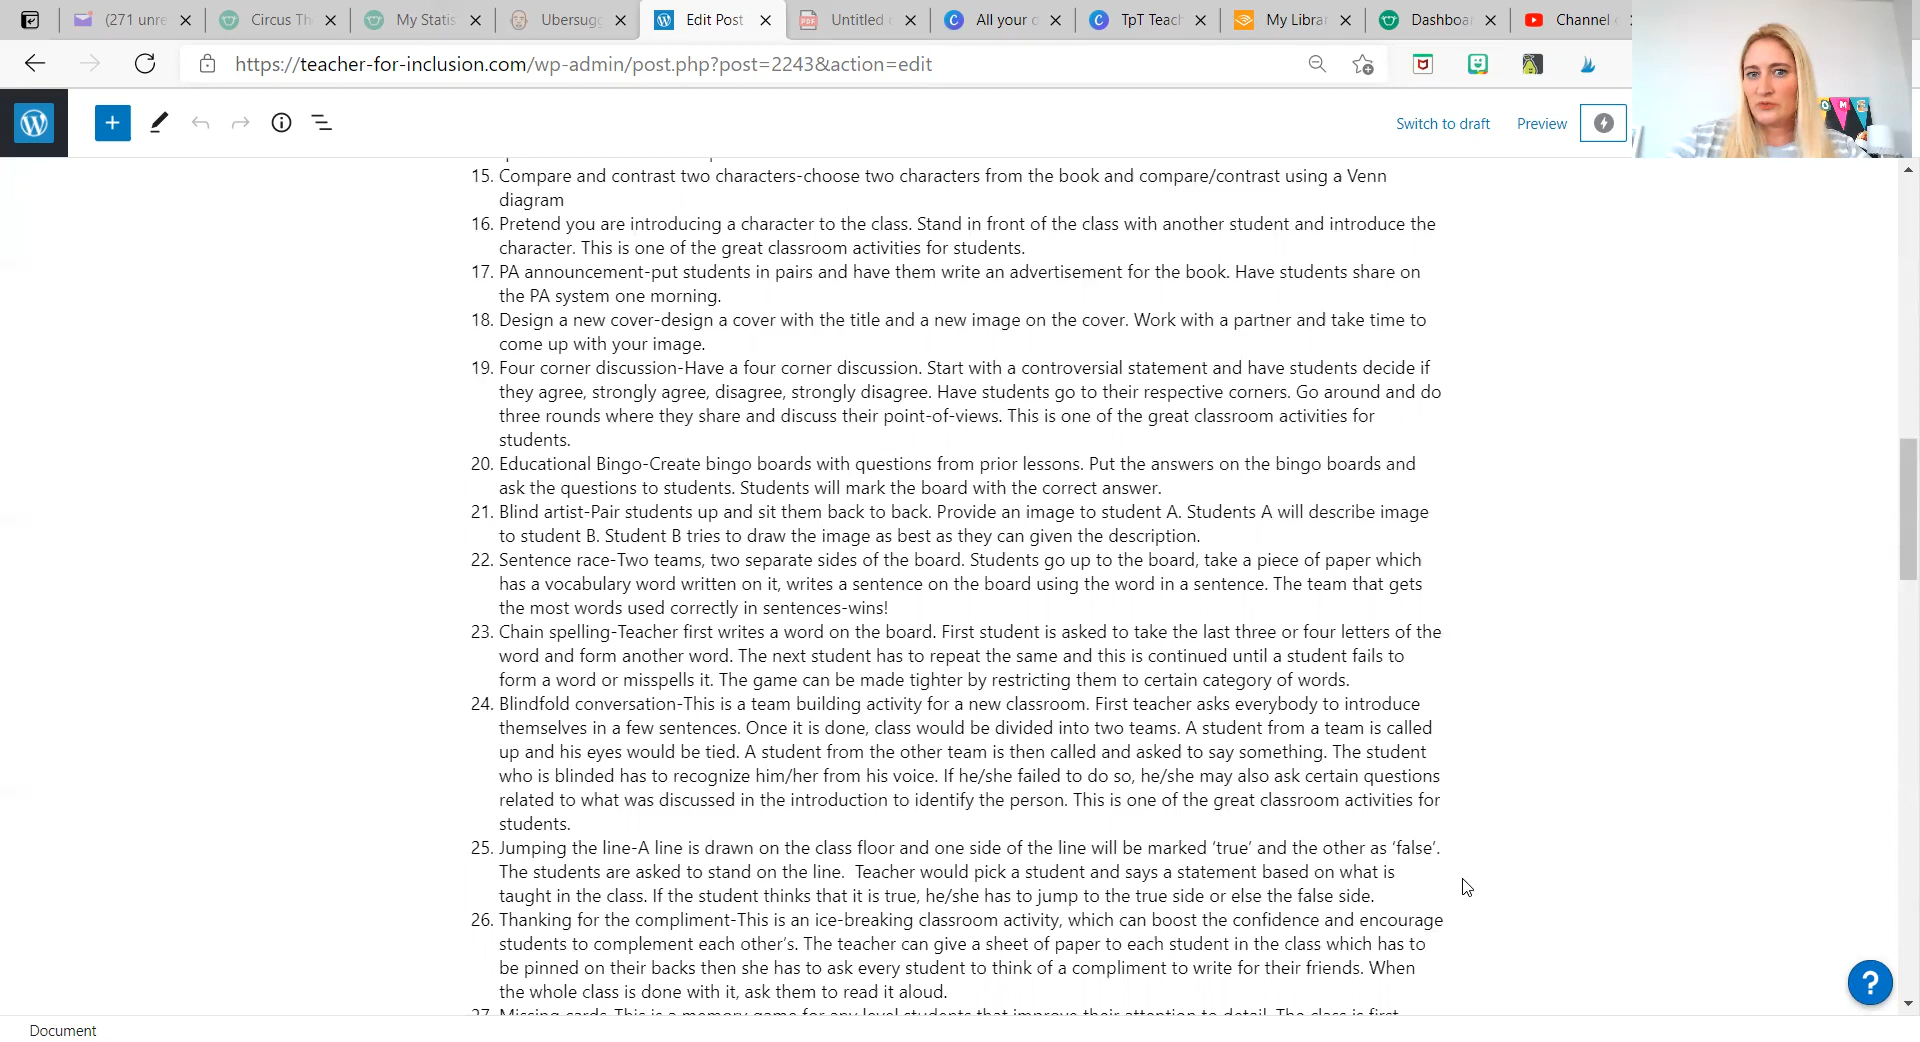 (271 unre
Circus Th
My Statis
Ubersugg
Edit Post
Untitled
All your
TpT Teach
My Librar
Dashboa
Channel
https://teacher-for-inclusion.com/wp-admin/post.php?post=2243&action=edit
Switch to draft
Preview
15. Compare and contrast two characters-choose two characters from the book and compare/contrast using a Venn
diagram
16. Pretend you are introducing a character to the class. Stand in front of the class with another student and introduce the
character. This is one of the great classroom activities for students.
17. PA announcement-put students in pairs and have them write an advertisement for the book. Have students share on
the PA system one morning.
18. Design a new cover-design a cover with the title and a new image on the cover. Work with a partner and take time to
come up with your image.
19. Four corner discussion-Have a four corner discussion. Start with a controversial statement and have students decide if
they agree, strongly agree, disagree, strongly disagree. Have students go to their respective corners. Go around and do
three rounds where they share and discuss their point-of-views. This is one of the great classroom activities for
students.
20. Educational Bingo-Create bingo boards with questions from prior lessons. Put the answers on the bingo boards and
ask the questions to students. Students will mark the board with the correct answer.
21. Blind artist-Pair students up and sit them back to back. Provide an image to student A. Students A will describe image
to student B. Student B tries to draw the image as best as they can given the description.
22. Sentence race-Two teams, two separate sides of the board. Students go up to the board, take a piece of paper which
has a vocabulary word written on it, writes a sentence on the board using the word in a sentence. The team that gets
the most words used correctly in sentences-wins!
23. Chain spelling-Teacher first writes a word on the board. First student is asked to take the last three or four letters of the
word and form another word. The next student has to repeat the same and this is continued until a student fails to
form a word or misspells it. The game can be made tighter by restricting them to certain category of words.
24. Blindfold conversation-This is a team building activity for a new classroom. First teacher asks everybody to introduce
themselves in a few sentences. Once it is done, class would be divided into two teams. A student from a team is called
up and his eyes would be tied. A student from the other team is then called and asked to say something. The student
who is blinded has to recognize him/her from his voice. If he/she failed to do so, he/she may also ask certain questions
related to what was discussed in the introduction to identify the person. This is one of the great classroom activities for
students.
25. Jumping the line-A line is drawn on the class floor and one side of the line will be marked ‘true’ and the other as ‘false’.
The students are asked to stand on the line.  Teacher would pick a student and says a statement based on what is
taught in the class. If the student thinks that it is true, he/she has to jump to the true side or else the false side.
26. Thanking for the compliment-This is an ice-breaking classroom activity, which can boost the confidence and encourage
students to complement each other’s. The teacher can give a sheet of paper to each student in the class which has to
be pinned on their backs then she has to ask every student to think of a compliment to write for their friends. When
the whole class is done with it, ask them to read it aloud.
27. Missing cards-This is a memory game for any level students that improve their attention to detail. The class is first
Document